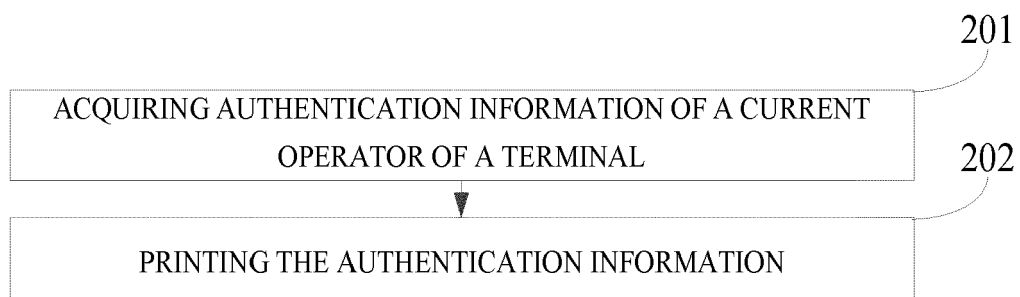 201
ACQUIRING AUTHENTICATION INFORMATION OF A CURRENT
OPERATOR OF A TERMINAL
202
PRINTING THE AUTHENTICATION INFORMATION